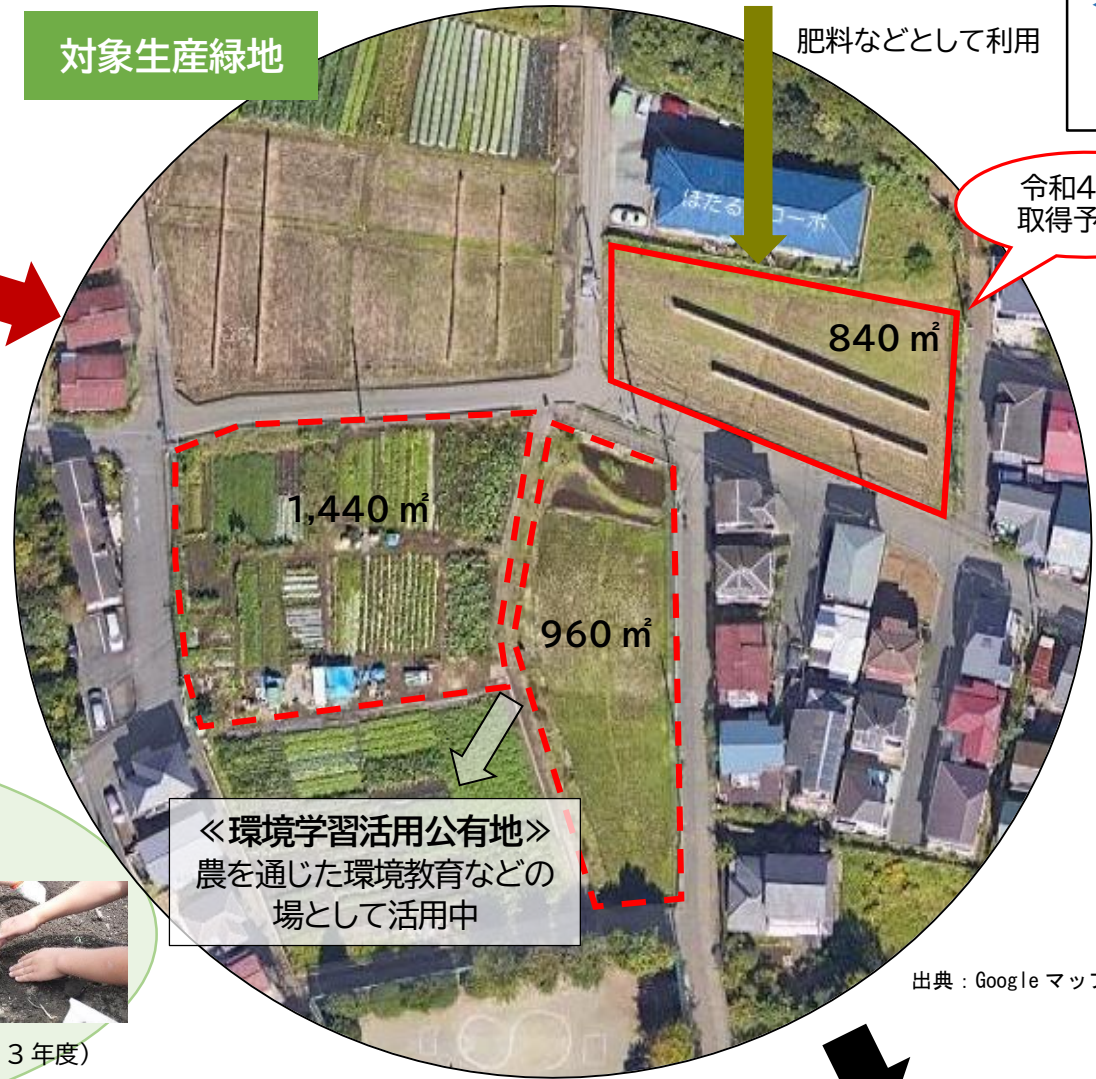 対象生産緑地
肥料などとして利用
令和4
取得予
ほたる
コーポ
840 ㎡
1,440 ㎡
960 ㎡
≪環境学習活用公有地≫
農を通じた環境教育などの
場として活用中
出典：Google マップ
3 年度）